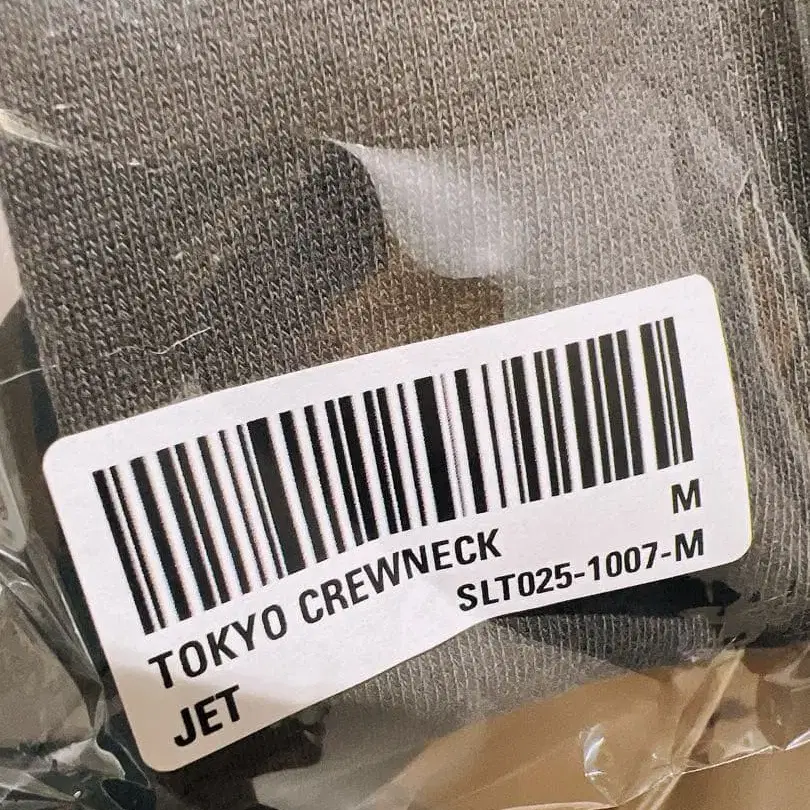 M
TOKYO CREWNECK
SLT025-1007-M
JET